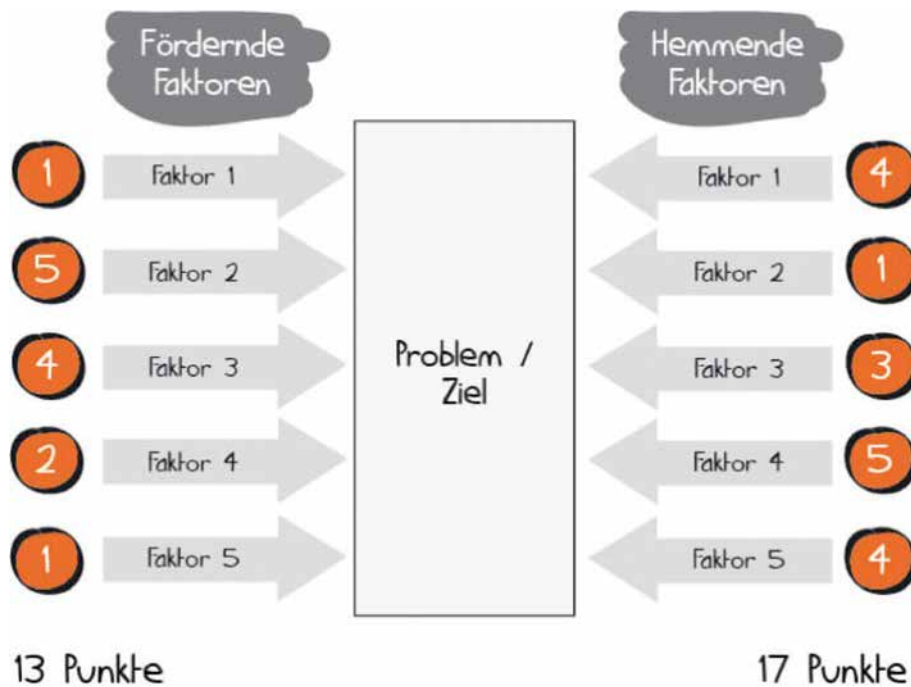 Fördernde
Faktoren
Hemmende
Faktoren
1 Faktor 1 Faktor 1 4
5 Faktor 2 Faktor 2 1
4 Faktor 3 Problem / Ziel Faktor 3 3
2 Faktor 4 Faktor 4 5
1 Faktor 5 Faktor 5 4
13 Punkte 17 Punkte